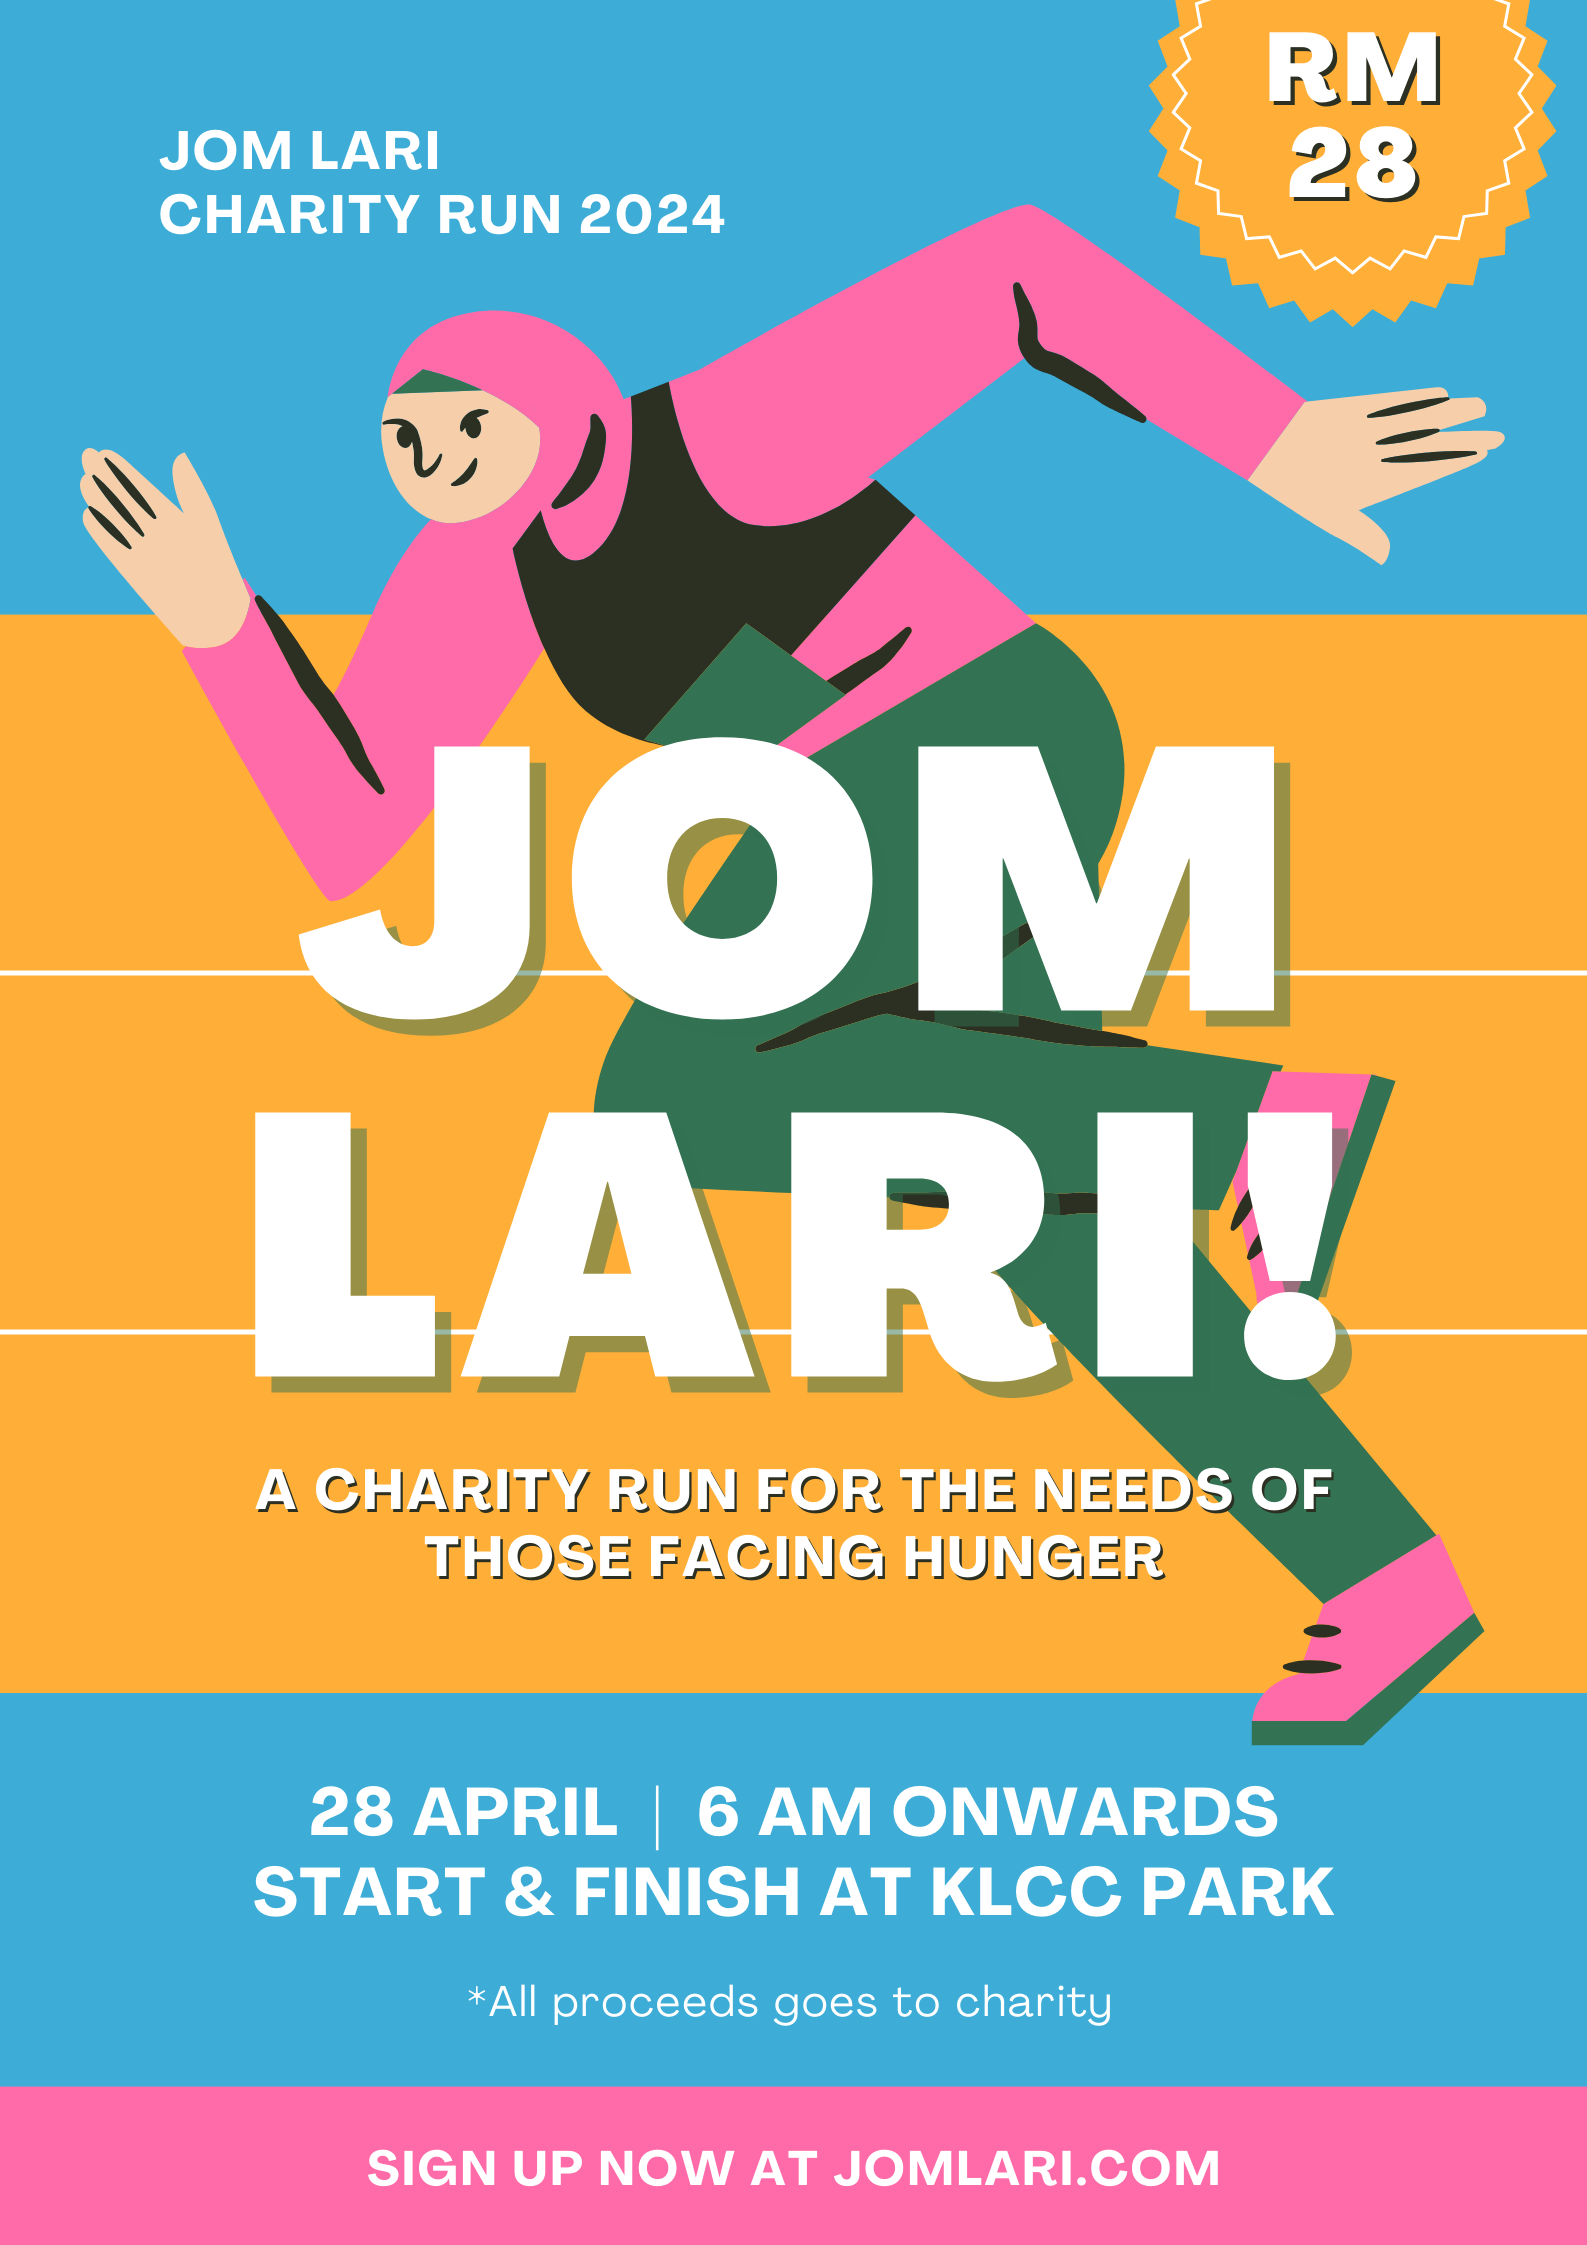 RM
28
JOM LARI
CHARITY RUN 2024
JOM
LARI!
A CHARITY RUN FOR THE NEEDS OF
THOSE FACING HUNGER
28 APRIL | 6 AM ONWARDS
START & FINISH AT KLCC PARK
*All proceeds goes to charity
SIGN UP NOW AT JOMLARI.COM